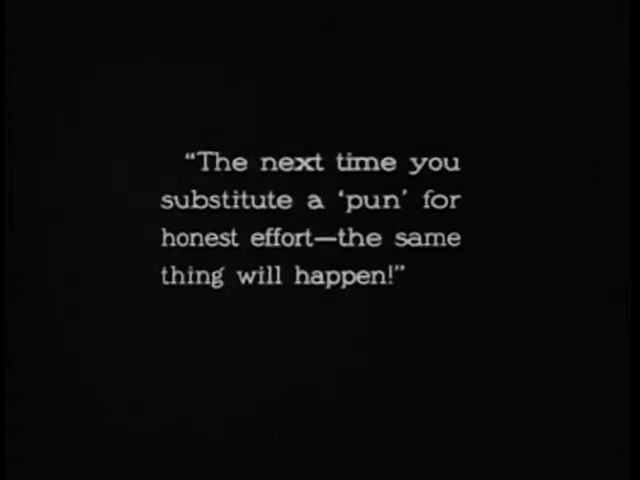 “The next time you
substitute a ‘pun’ for
honest effort—the same
thing will happen!”